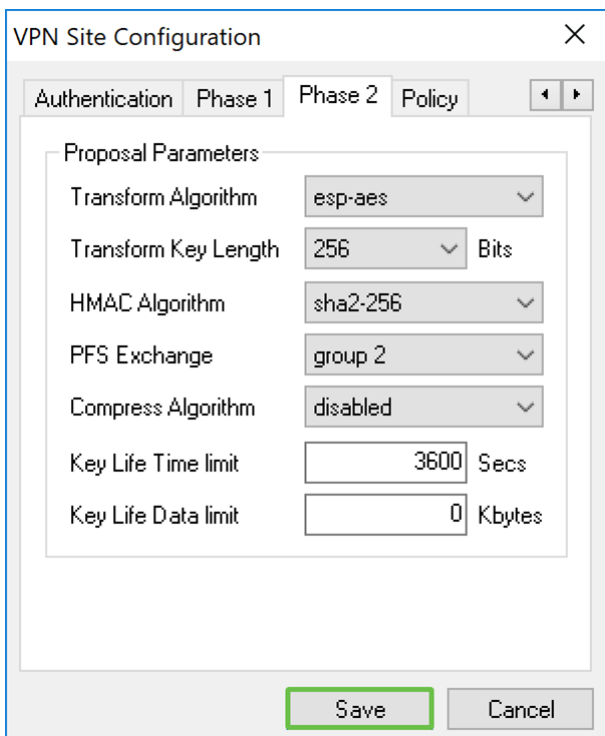 VPN Site Configuration
Authentication Phase 1 Phase 2 Policy
Proposal Parameters
Transform Algorithm esp-aes
Transform Key Length 256 Bits
HMAC Algorithm sha2-256
PFS Exchange group 2
Compress Algorithm disabled
Key Life Time limit 3600 Secs
Key Life Data limit 0 Kbytes
Save Cancel